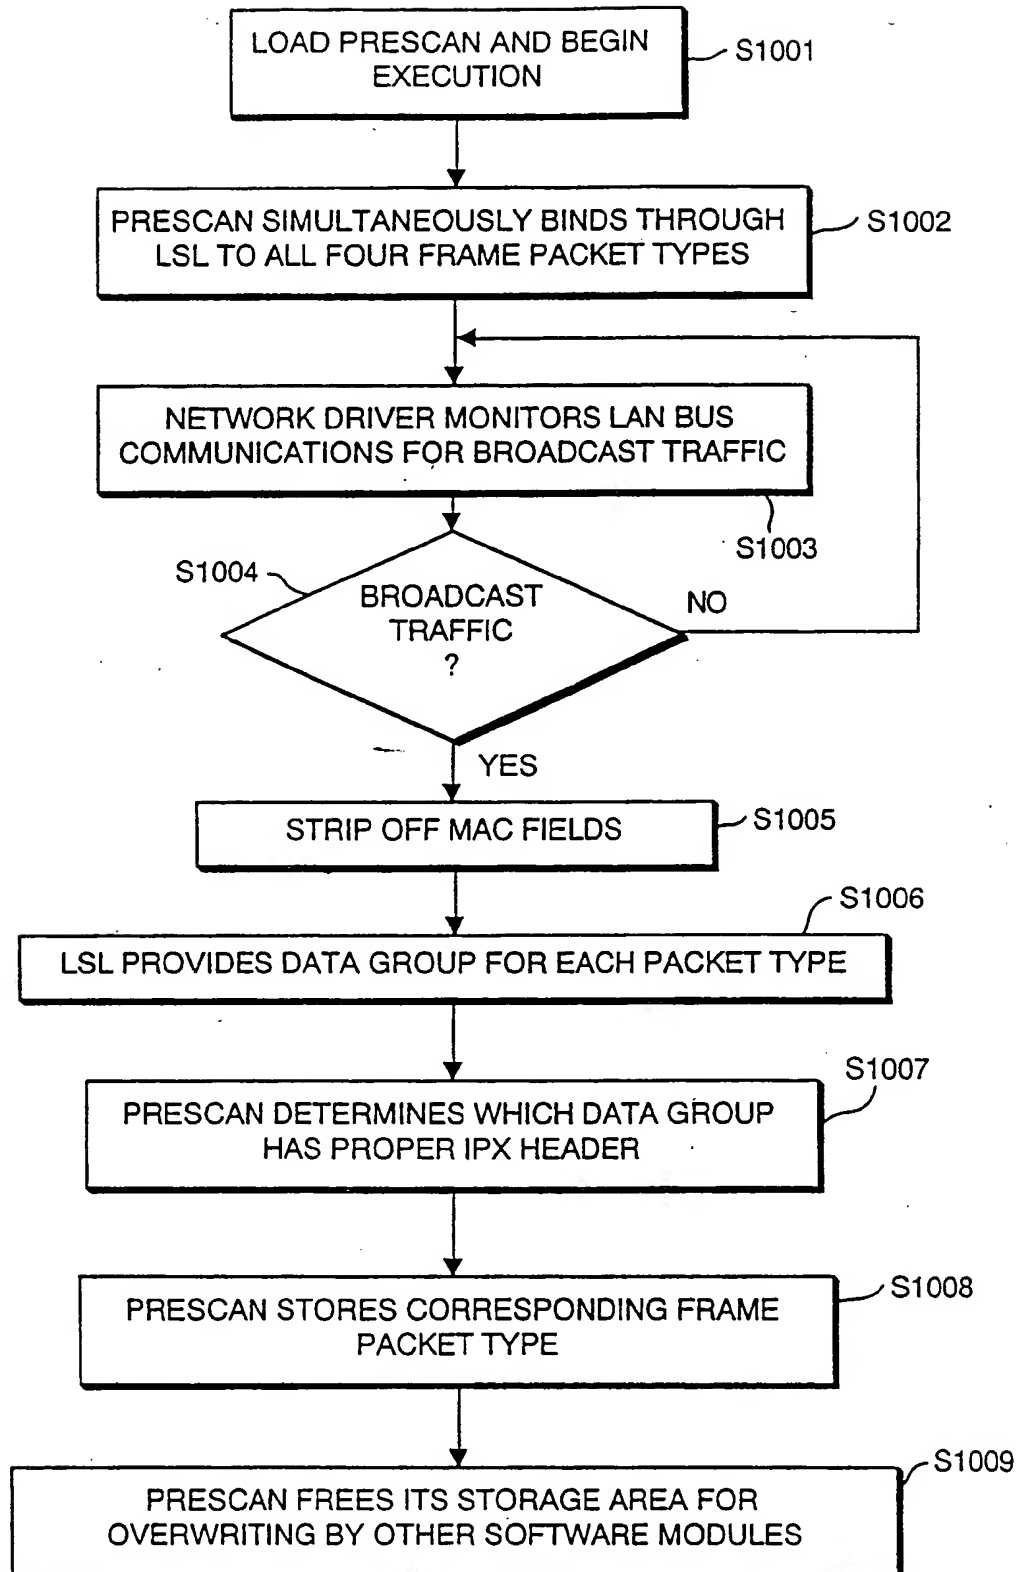 LOAD PRESCAN AND BEGIN
EXECUTION
S1001
PRESCAN SIMULTANEOUSLY BINDS THROUGH
LSL TO ALL FOUR FRAME PACKET TYPES
S1002
NETWORK DRIVER MONITORS LAN BUS
COMMUNICATIONS FOR BROADCAST TRAFFIC
S1003
S1004
BROADCAST
TRAFFIC
?
NO
YES
STRIP OFF MAC FIELDS
S1005
S1006
LSL PROVIDES DATA GROUP FOR EACH PACKET TYPE
S1007
PRESCAN DETERMINES WHICH DATA GROUP
HAS PROPER IPX HEADER
S1008
PRESCAN STORES CORRESPONDING FRAME
PACKET TYPE
S1009
PRESCAN FREES ITS STORAGE AREA FOR
OVERWRITING BY OTHER SOFTWARE MODULES